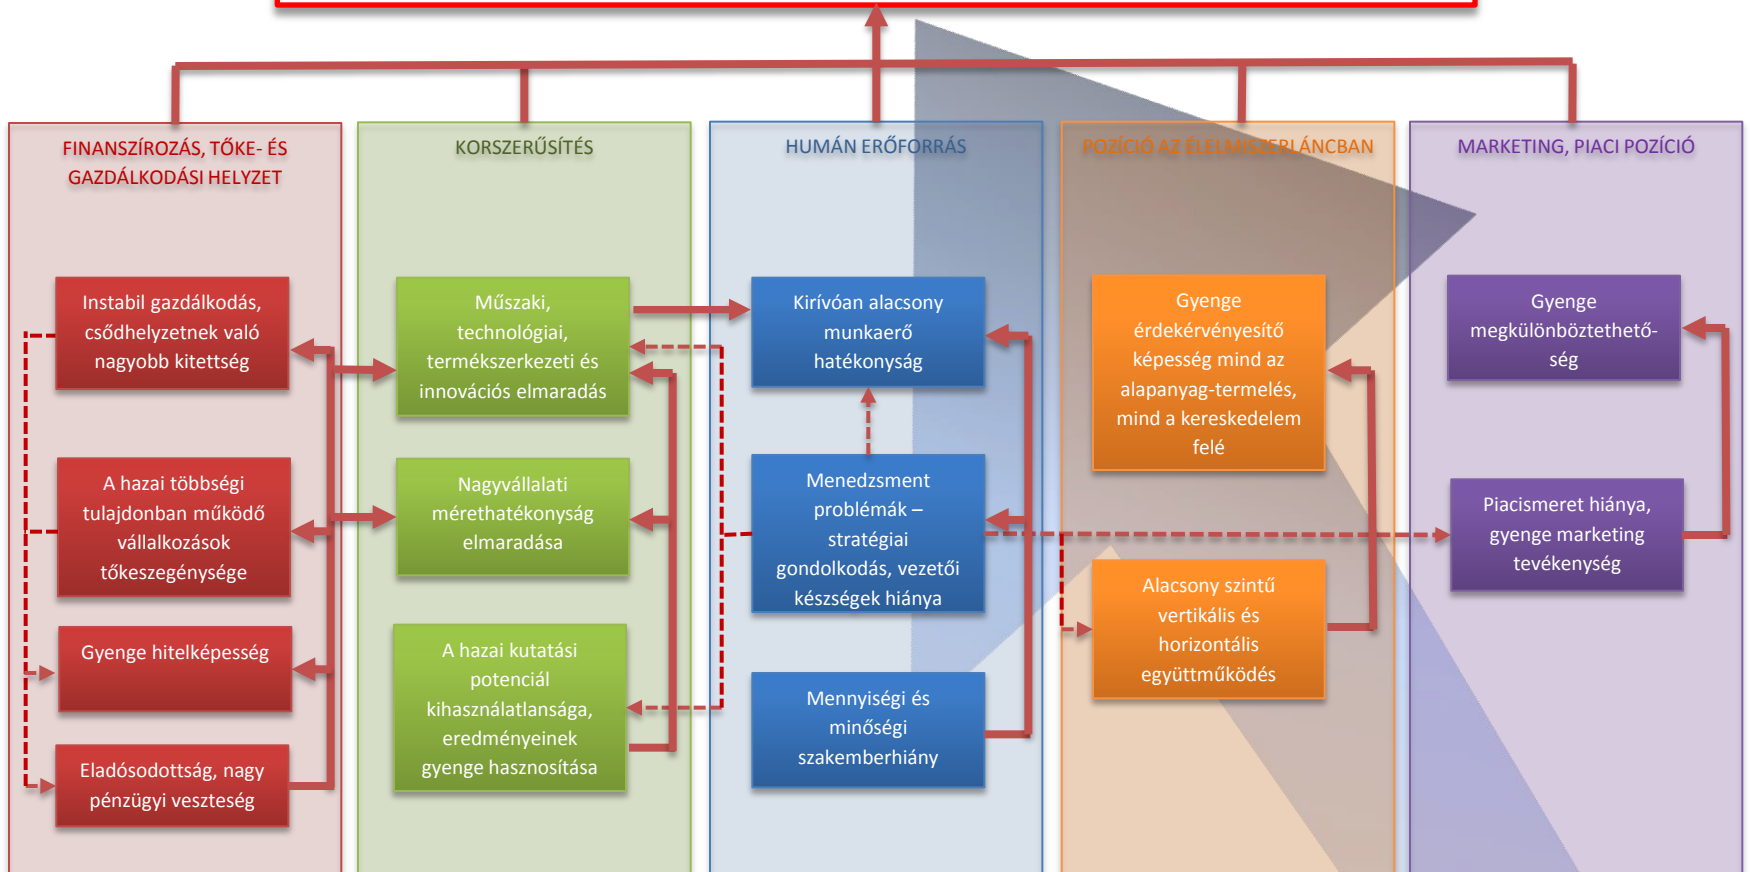 FINANSZÍROZÁS, TŐKE- ÉS
GAZDÁLKODÁSI HELYZET
Instabil gazdálkodás,
csődhelyzetnek való
nagyobb kitettség
A hazai többségi
tulajdonban működő
vállalkozások
tőkeszegénysége
Gyenge hitelképesség
Eladósodottság, nagy
pénzügyi veszteség
KORSZERŰSÍTÉS
Műszaki,
technológiai,
termékszerkezeti és
innovációs elmaradás
Nagyvállalati
mérethatékonyság
elmaradása
A hazai kutatási
potenciál
kihasználatlansága,
eredményeinek
gyenge hasznosítása
HUMÁN ERŐFORRÁS
Kirívóan alacsony
munkaerő
hatékonyság
Menedzsment
problémák –
stratégiai
gondolkodás, vezetői
készségek hiánya
Mennyiségi és
minőségi
szakemberhiány
POZÍCIÓ AZ ÉLELMISZERLÁNCBAN
Gyenge
érdekérvényesítő
képesség mind az
alapanyag-termelés,
mind a kereskedelem
felé
Alacsony szintű
vertikális és
horizontális
együttműködés
MARKETING, PIACI POZÍCIÓ
Gyenge
megkülönböztethető-
ség
Piacismeret hiánya,
gyenge marketing
tevékenység